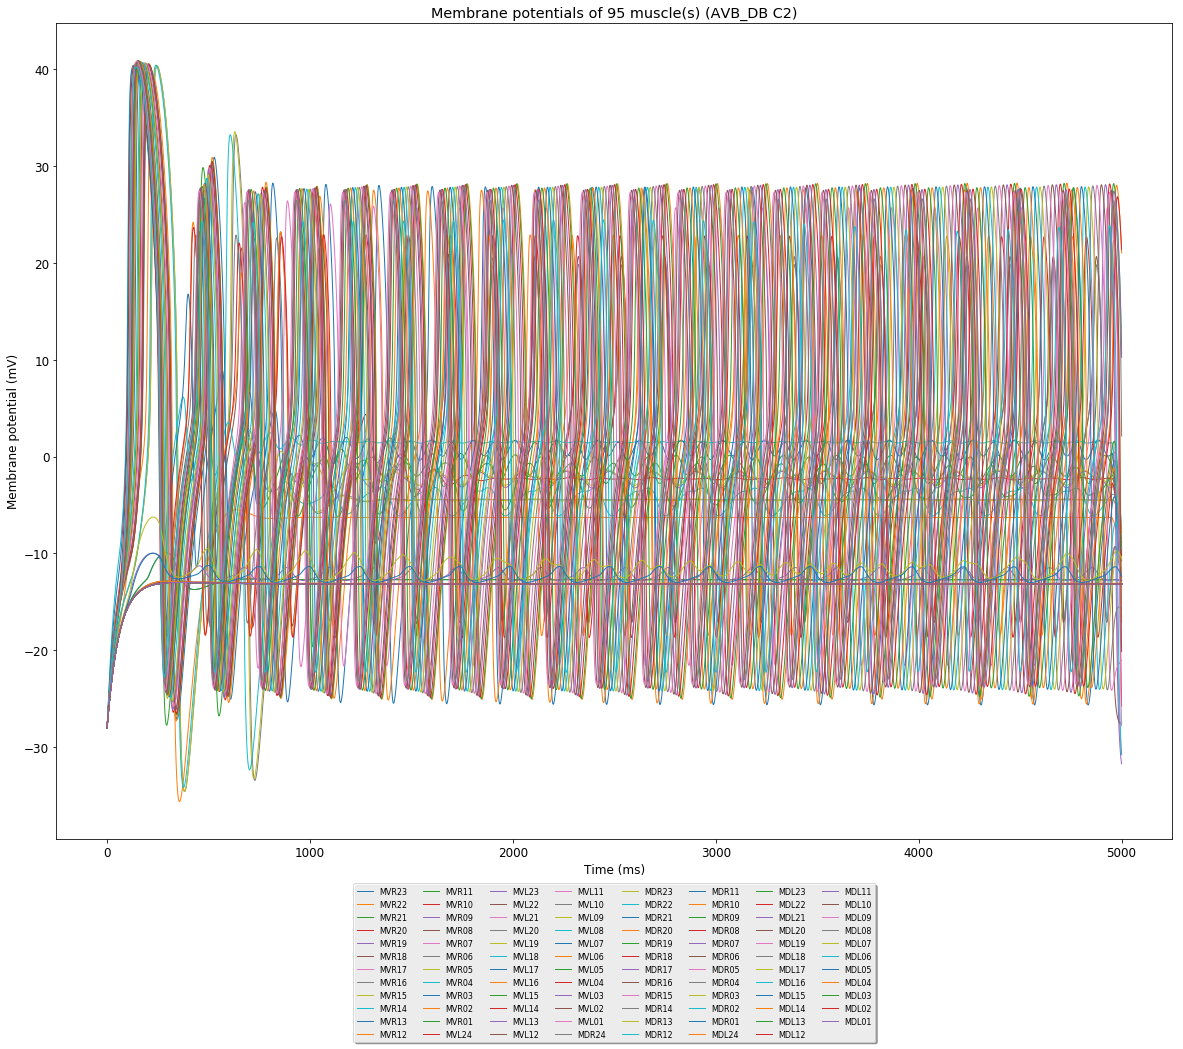 Membrane potentials of 95 muscle(s) (AVB_DB C2)
40
30
20
10
0
−10
−20
−30
Membrane potential (mV)
0 1000 2000 3000 4000 5000
Time (ms)
MVR23 MVR11 MVL23 MVL11 MDR23 MDR11 MDL23 MDL11
MVR22 MVR10 MVL22 MVL10 MDR22 MDR10 MDL22 MDL10
MVR21 MVR09 MVL21 MVL09 MDR21 MDR09 MDL21 MDL09
MVR20 MVR08 MVL20 MVL08 MDR20 MDR08 MDL20 MDL08
MVR19 MVR07 MVL19 MVL07 MDR19 MDR07 MDL19 MDL07
MVR18 MVR06 MVL18 MVL06 MDR18 MDR06 MDL18 MDL06
MVR17 MVR05 MVL17 MVL05 MDR17 MDR05 MDL17 MDL05
MVR16 MVR04 MVL16 MVL04 MDR16 MDR04 MDL16 MDL04
MVR15 MVR03 MVL15 MVL03 MDR15 MDR03 MDL15 MDL03
MVR14 MVR02 MVL14 MVL02 MDR14 MDR02 MDL14 MDL02
MVR13 MVR01 MVL13 MVL01 MDR13 MDR01 MDL13 MDL01
MVR12 MVL24 MVL12 MDR24 MDR12 MDL24 MDL12